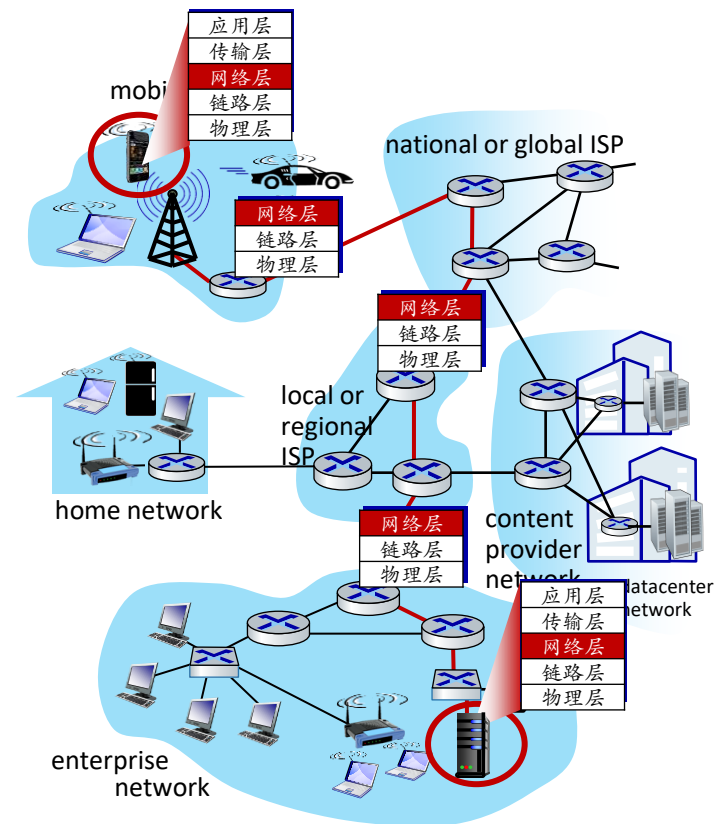 应用层
传输层
网络层
链路层
物理层
mobi
national or global ISP
网络层
链路层
物理层
网络层
链路层
物理层
local or
regional
ISP
home network
网络层
链路层
物理层
content
provider
network
datacenter
network
应用层
传输层
网络层
链路层
物理层
enterprise
network